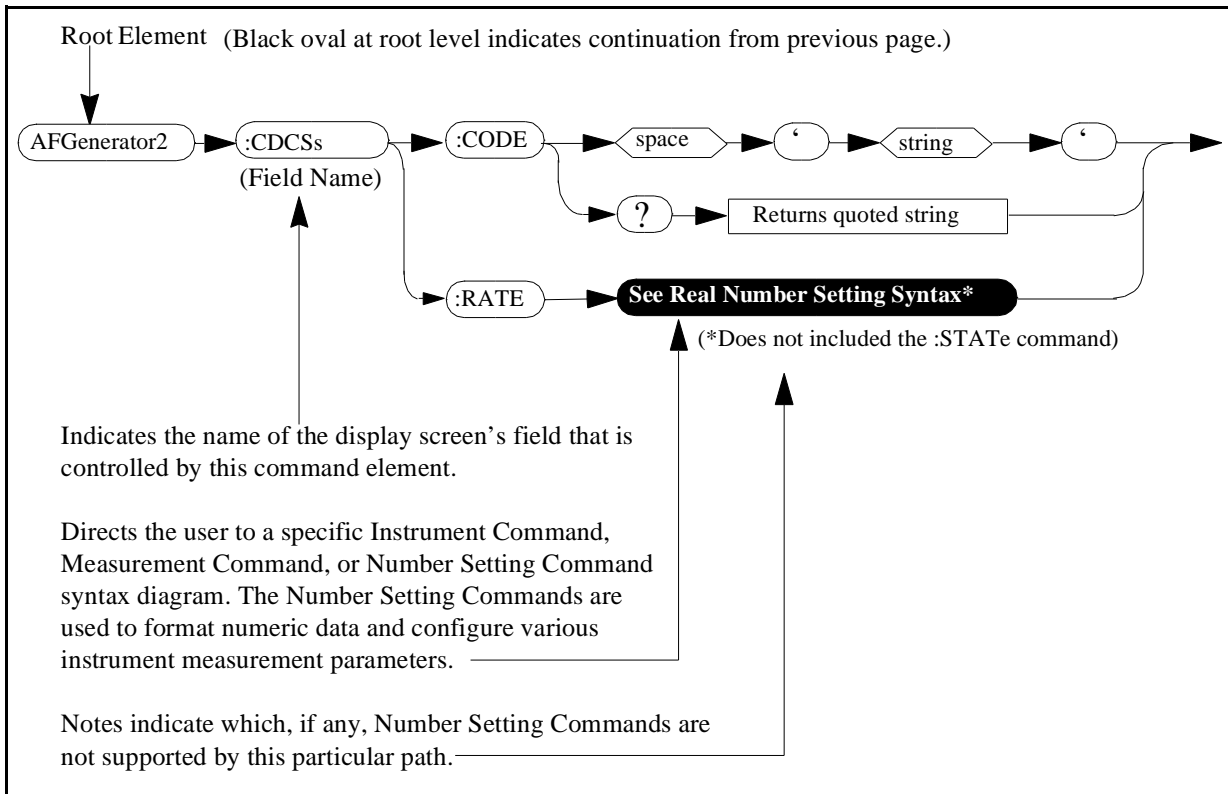 Root Element (Black oval at root level indicates continuation from previous page.)
AFGenerator2 :CDCSs :CODE space ‘ string ‘
(Field Name)
? Returns quoted string
:RATE See Real Number Setting Syntax*
(*Does not included the :STATe command)
Indicates the name of the display screen’s field that is
controlled by this command element.
Directs the user to a specific Instrument Command,
Measurement Command, or Number Setting Command
syntax diagram. The Number Setting Commands are
used to format numeric data and configure various
instrument measurement parameters.
Notes indicate which, if any, Number Setting Commands are
not supported by this particular path.